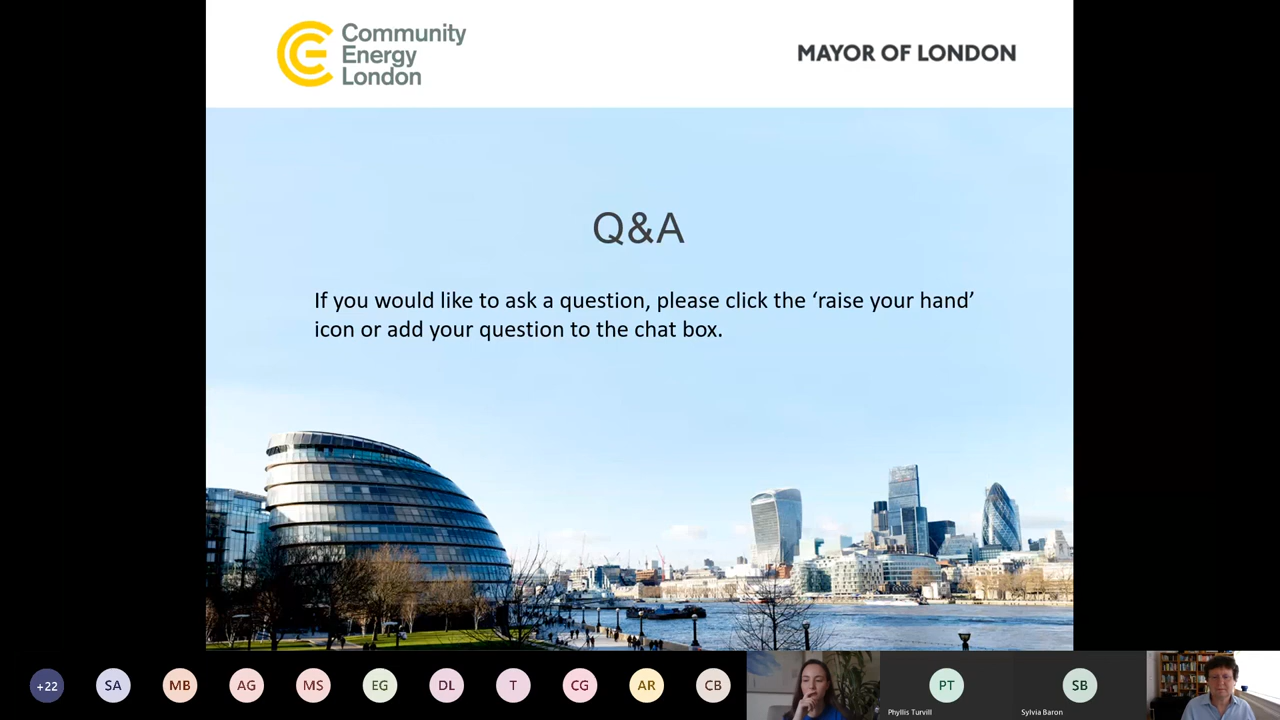 Community
Energy
London
MAYOR OF LONDON
Q&A
If you would like to ask a question, please click the ‘raise your hand’
icon or add your question to the chat box.
+22
SA
MB
AG
MS
EG
DL
T
CG
AR
CB
PT
Phyllis Turvill
SB
Sylvia Baron